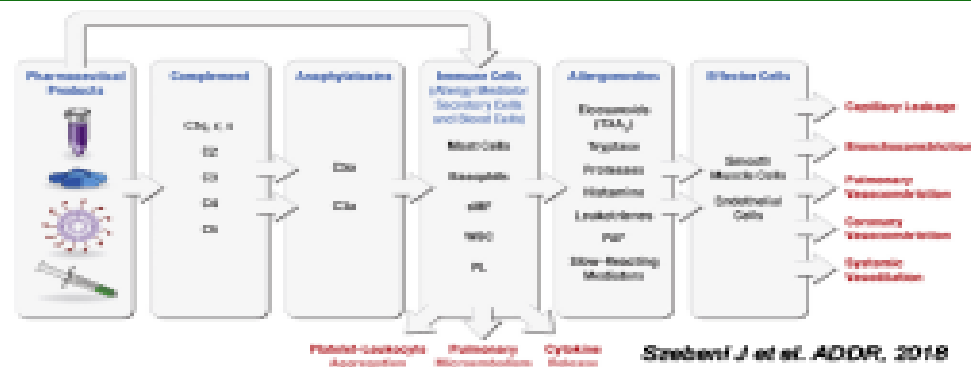 Pharmaceutical
Products
Complement
C1q, r, s
C2
C3
C4
C5
Anaphylatoxins
C5a
C3a
Immune Cells
(Allergy-Mediator
Secretory Cells
and Blood Cells)
Mast Cells
Basophils
WBC
PL
Allergomedins
Eicosanoids
(TXA₂)
Tryptase
Proteases
Histamine
Leukotrienes
PAF
Slow-Reacting
Mediators
Effector Cells
Smooth
Muscle Cells
Endothelial
Cells
Capillary Leakage
Bronchoconstriction
Pulmonary
Vasoconstriction
Coronary
Vasoconstriction
Systemic
Vasodilation
Platelet-Leukocyte
Aggregation
Pulmonary
Microembolism
Cytokine
Release
Szebeni J et al. ADDR, 2018